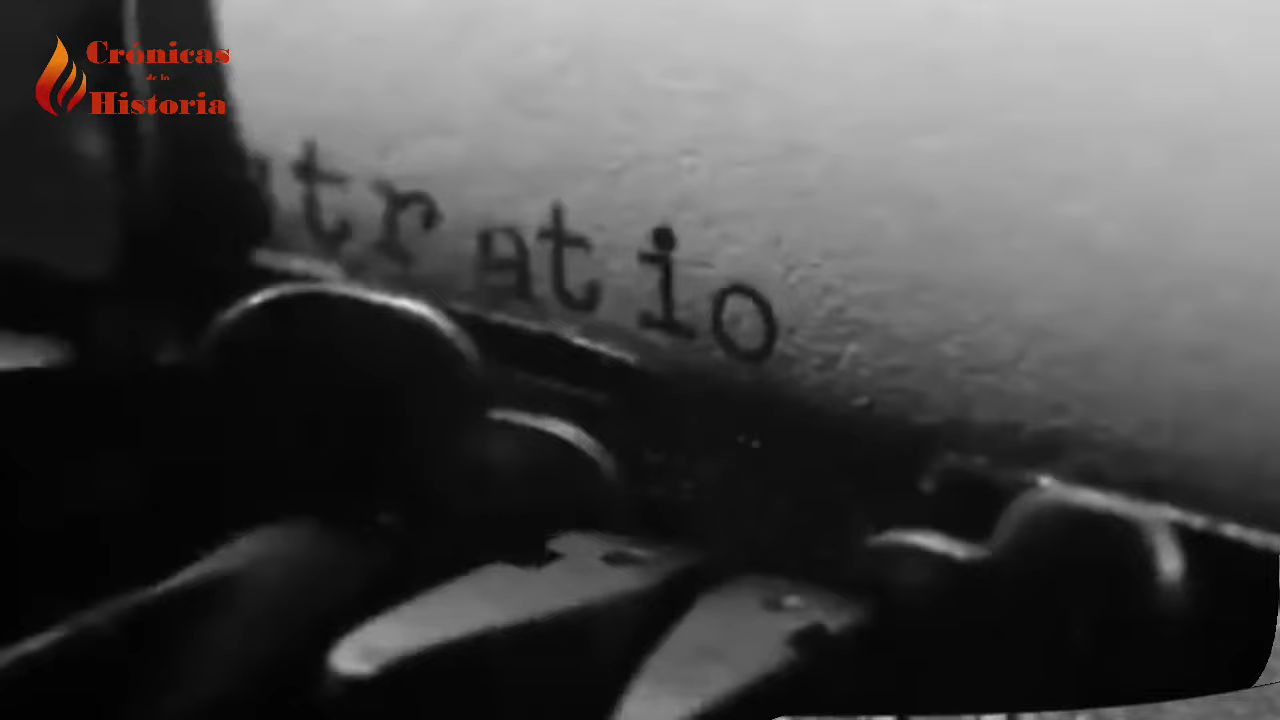 Crónicas
de la
Historia
tratio